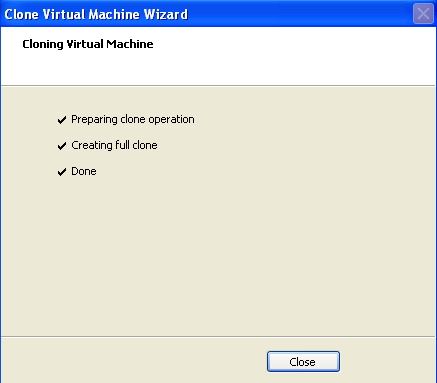 Clone Virtual Machine Wizard
Cloning Virtual Machine
Preparing clone operation
Creating full clone
Done
Close